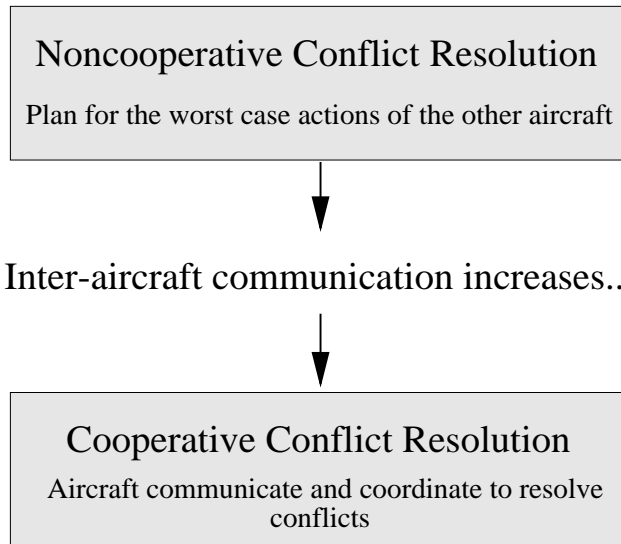 Noncooperative Conflict Resolution
Plan for the worst case actions of the other aircraft
Inter-aircraft communication increases..
Cooperative Conflict Resolution
Aircraft communicate and coordinate to resolve
conflicts